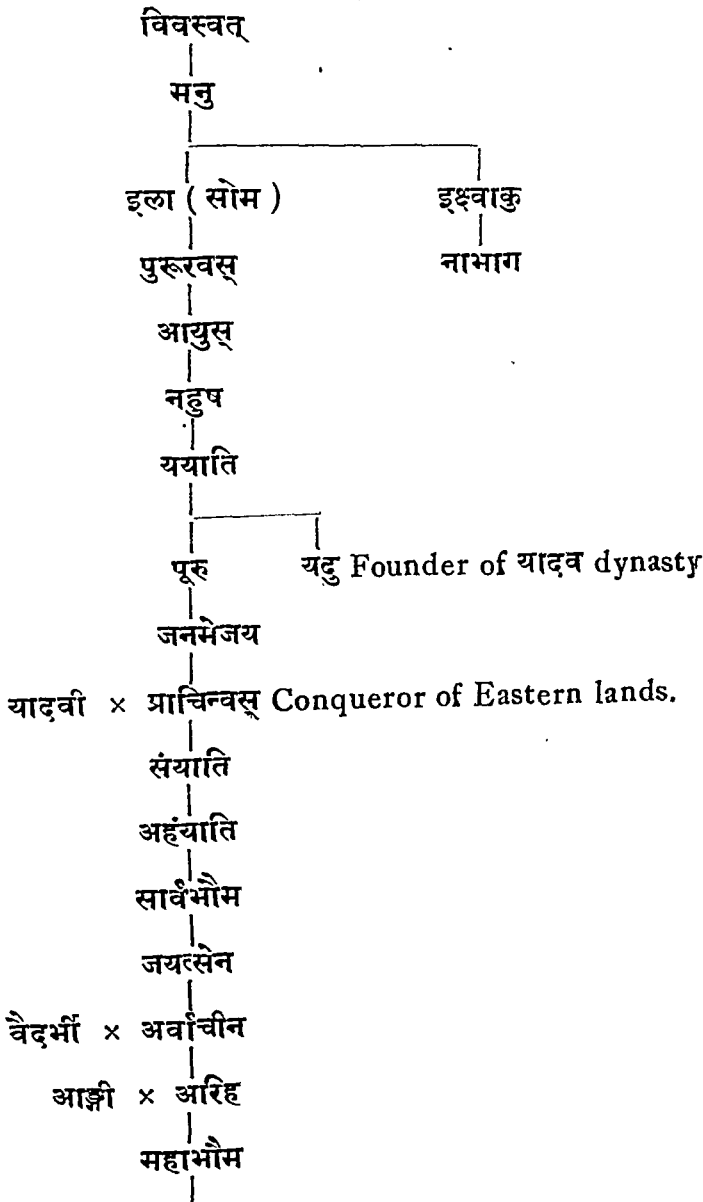 विवस्वत्
मनु
इला ( सोम ) इक्ष्वाकु
पुरूरवस् नाभाग
आयुस्
नहुष
ययाति
पूरु यदु Founder of यादव dynasty
जनमेजय
यादवी × प्राचिन्वस् Conqueror of Eastern lands.
संयाति
अहंयाति
सार्वभौम
जयत्सेन
वैदर्भी × अर्वाचीन
आङ्गी × आरिह
महाभौम